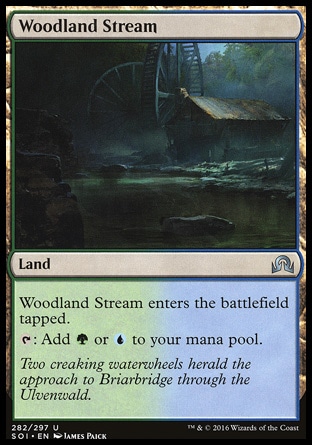 Woodland Stream
Land
Woodland Stream enters the battlefield
tapped.
: Add or to your mana pool.
Two creaking waterwheels herald the
approach to Briarbridge through the
Ulvenwald.
282/297 U
SOI • EN James Paick
™ & © 2016 Wizards of the Coast